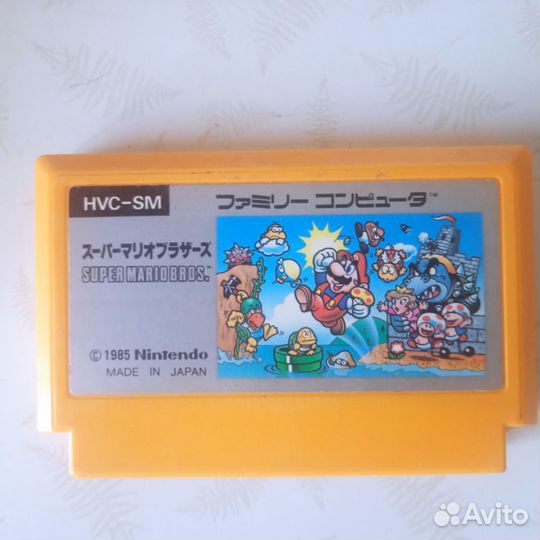 HVC-SM
ファミリー コンピュータ™
スーパーマリオブラザーズ
SUPER MARIO BROS.
©1985 Nintendo
MADE IN JAPAN
Avito